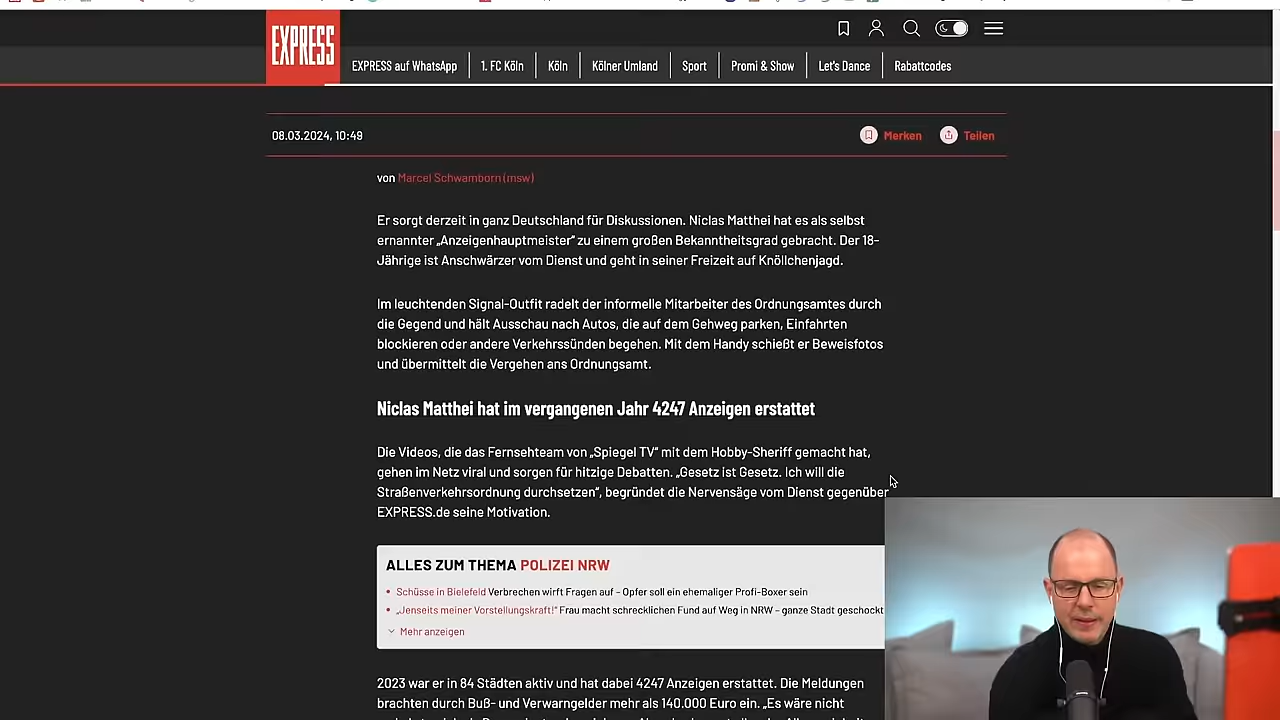 EXPRESS
EXPRESS auf WhatsApp
1. FC Köln
Köln
Kölner Umland
Sport
Promi & Show
Let's Dance
Rabattcodes
08.03.2024, 10:49
Merken
Teilen
von Marcel Schwamborn (msw)
Er sorgt derzeit in ganz Deutschland für Diskussionen. Niclas Matthei hat es als selbst
ernannter „Anzeigenhauptmeister“ zu einem großen Bekanntheitsgrad gebracht. Der 18-
Jährige ist Anschwärzer vom Dienst und geht in seiner Freizeit auf Knöllchenjagd.
Im leuchtenden Signal-Outfit radelt der informelle Mitarbeiter des Ordnungsamtes durch
die Gegend und hält Ausschau nach Autos, die auf dem Gehweg parken, Einfahrten
blockieren oder andere Verkehrssünden begehen. Mit dem Handy schießt er Beweisfotos
und übermittelt die Vergehen ans Ordnungsamt.
Niclas Matthei hat im vergangenen Jahr 4247 Anzeigen erstattet
Die Videos, die das Fernsehteam von „Spiegel TV“ mit dem Hobby-Sheriff gemacht hat,
gehen im Netz viral und sorgen für hitzige Debatten. „Gesetz ist Gesetz. Ich will die
Straßenverkehrsordnung durchsetzen“, begründet die Nervensäge vom Dienst gegenüber
EXPRESS.de seine Motivation.
ALLES ZUM THEMA POLIZEI NRW
• Schüsse in Bielefeld Verbrechen wirft Fragen auf – Opfer soll ein ehemaliger Profi-Boxer sein
• „Jenseits meiner Vorstellungskraft!“ Frau macht schrecklichen Fund auf Weg in NRW – ganze Stadt geschockt
Mehr anzeigen
2023 war er in 84 Städten aktiv und hat dabei 4247 Anzeigen erstattet. Die Meldungen
brachten durch Buß- und Verwarngelder mehr als 140.000 Euro ein. „Es wäre nicht